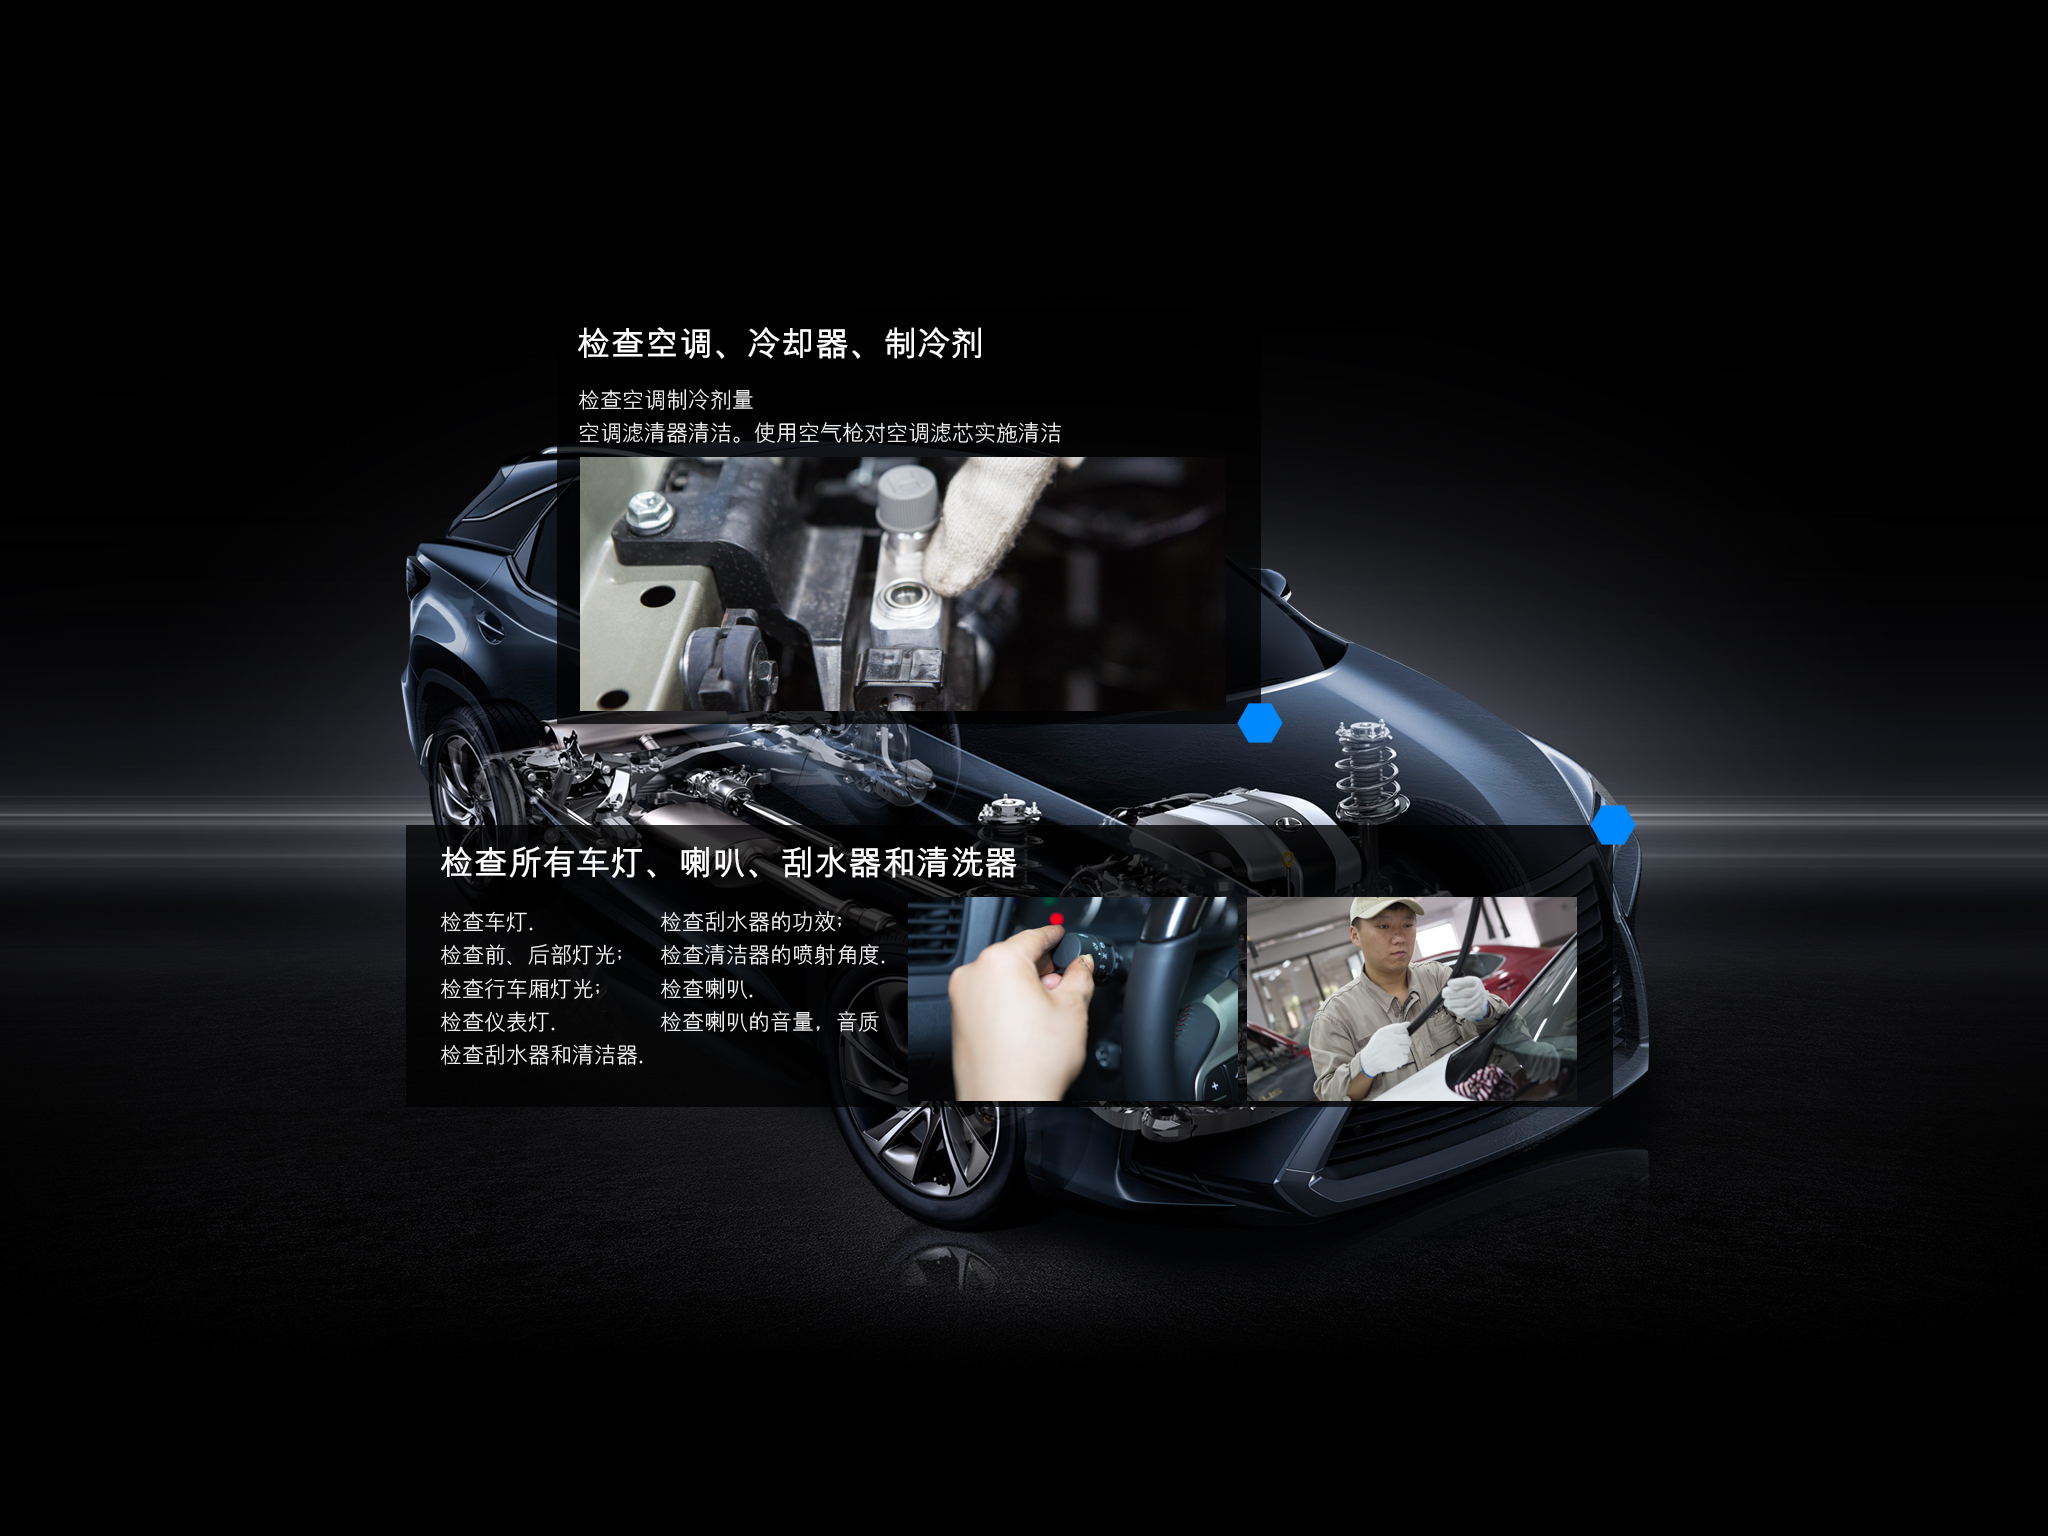 检查空调、冷却器、制冷剂
检查空调制冷剂量
空调滤清器清洁。使用空气枪对空调滤芯实施清洁
检查所有车灯、喇叭、刮水器和清洗器
检查车灯.
检查前、后部灯光;
检查行车厢灯光;
检查仪表灯.
检查刮水器和清洁器.
检查刮水器的功效;
检查清洁器的喷射角度.
检查喇叭.
检查喇叭的音量，音质